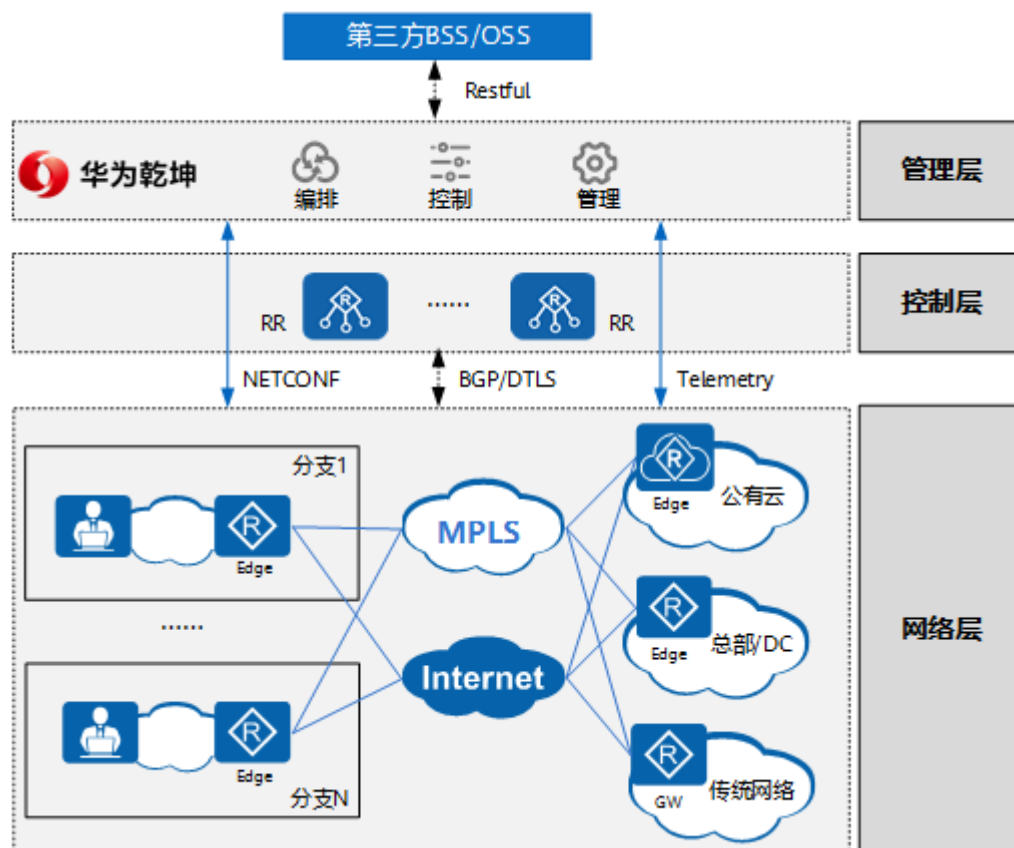 第三方BSS/OSS
Restful
华为乾坤
编排
控制
管理
管理层
RR
......
RR
控制层
NETCONF
BGP/DTLS
Telemetry
分支1
Edge
MPLS
R
Edge
公有云
R
......
R
Edge
总部/DC
网络层
Internet
R
Edge
分支N
R
GW
传统网络